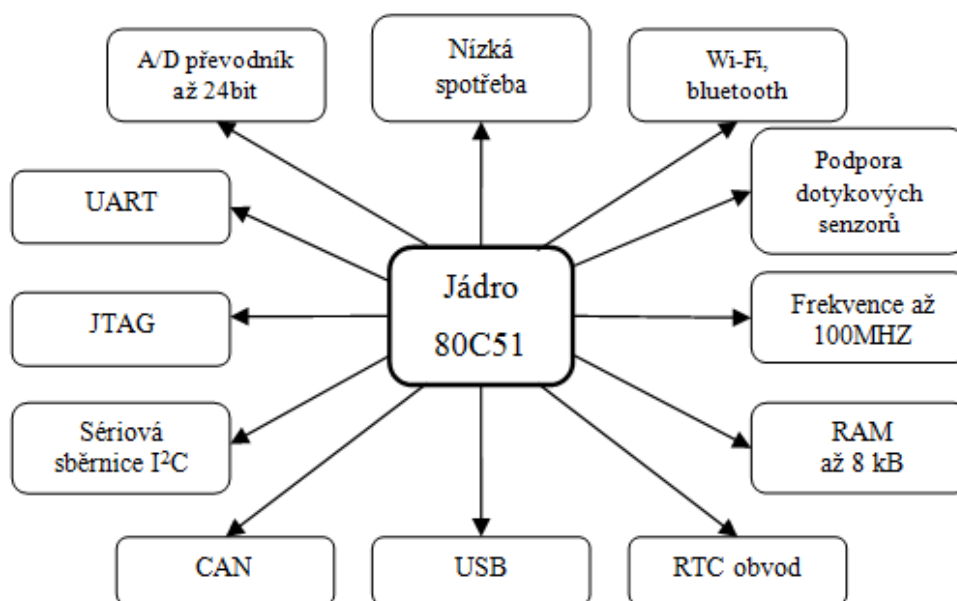 A/D převodník
až 24bit
Nízká
spotřeba
Wi-Fi,
bluetooth
UART
Podpora
dotykových
senzorů
Jádro
80C51
JTAG
Frekvence až
100MHZ
Sériová
sběrnice I²C
RAM
až 8 kB
CAN
USB
RTC obvod